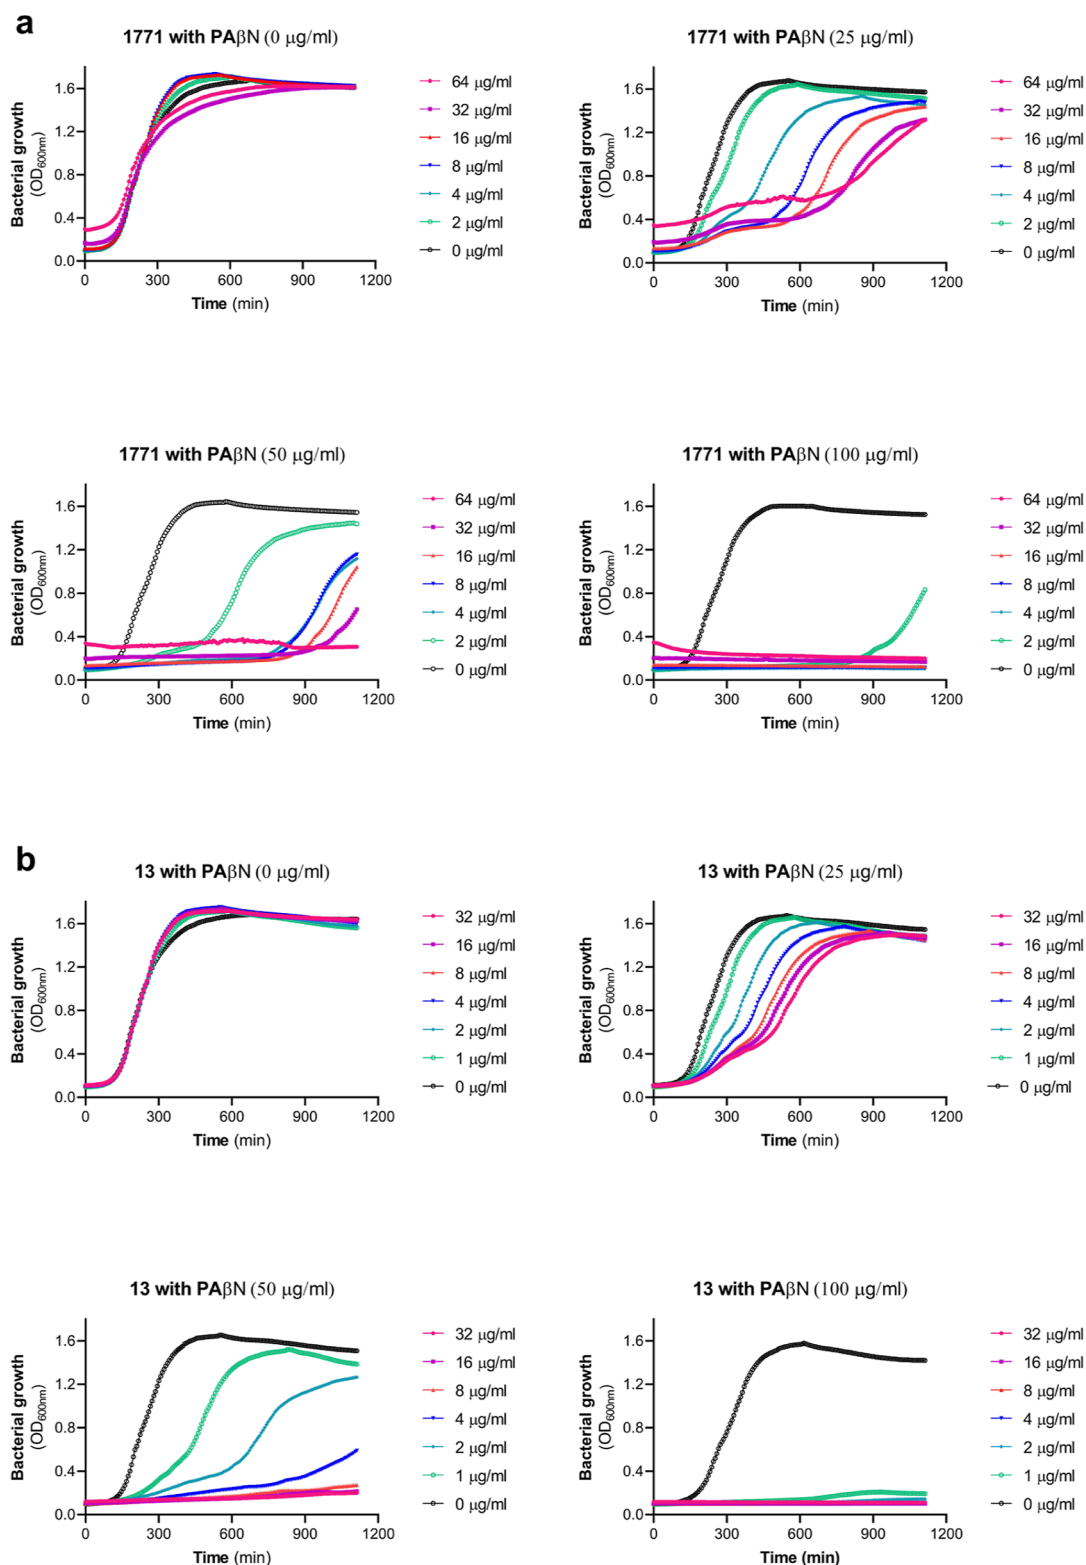 a
1771 with PAβN (0 μg/ml)
1.6
1.2
0.8
0.4
0.0
0 300 600 900 1200
Bacterial growth
(OD600nm)
Time (min)
64 μg/ml
32 μg/ml
16 μg/ml
8 μg/ml
4 μg/ml
2 μg/ml
0 μg/ml
1771 with PAβN (25 μg/ml)
1.6
1.2
0.8
0.4
0.0
0 300 600 900 1200
Bacterial growth
(OD600nm)
Time (min)
64 μg/ml
32 μg/ml
16 μg/ml
8 μg/ml
4 μg/ml
2 μg/ml
0 μg/ml
1771 with PAβN (50 μg/ml)
1.6
1.2
0.8
0.4
0.0
0 300 600 900 1200
Bacterial growth
(OD600nm)
Time (min)
64 μg/ml
32 μg/ml
16 μg/ml
8 μg/ml
4 μg/ml
2 μg/ml
0 μg/ml
1771 with PAβN (100 μg/ml)
1.6
1.2
0.8
0.4
0.0
0 300 600 900 1200
Bacterial growth
(OD600nm)
Time (min)
64 μg/ml
32 μg/ml
16 μg/ml
8 μg/ml
4 μg/ml
2 μg/ml
0 μg/ml
b
13 with PAβN (0 μg/ml)
1.6
1.2
0.8
0.4
0.0
0 300 600 900 1200
Bacterial growth
(OD600nm)
Time (min)
32 μg/ml
16 μg/ml
8 μg/ml
4 μg/ml
2 μg/ml
1 μg/ml
0 μg/ml
13 with PAβN (25 μg/ml)
1.6
1.2
0.8
0.4
0.0
0 300 600 900 1200
Bacterial growth
(OD600nm)
Time (min)
32 μg/ml
16 μg/ml
8 μg/ml
4 μg/ml
2 μg/ml
1 μg/ml
0 μg/ml
13 with PAβN (50 μg/ml)
1.6
1.2
0.8
0.4
0.0
0 300 600 900 1200
Bacterial growth
(OD600nm)
Time (min)
32 μg/ml
16 μg/ml
8 μg/ml
4 μg/ml
2 μg/ml
1 μg/ml
0 μg/ml
13 with PAβN (100 μg/ml)
1.6
1.2
0.8
0.4
0.0
0 300 600 900 1200
Bacterial growth
(OD600nm)
Time (min)
32 μg/ml
16 μg/ml
8 μg/ml
4 μg/ml
2 μg/ml
1 μg/ml
0 μg/ml